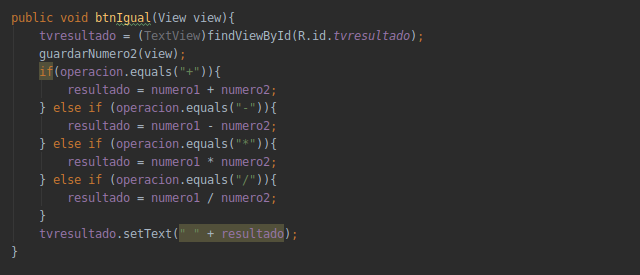 public void btnIgual(View view){
    tvresultado = (TextView)findViewById(R.id.tvresultado);
    guardarNumero2(view);
    if(operacion.equals("+")){
        resultado = numero1 + numero2;
    } else if (operacion.equals("-")){
        resultado = numero1 - numero2;
    } else if (operacion.equals("*")){
        resultado = numero1 * numero2;
    } else if (operacion.equals("/")){
        resultado = numero1 / numero2;
    }
    tvresultado.setText(" " + resultado);
}